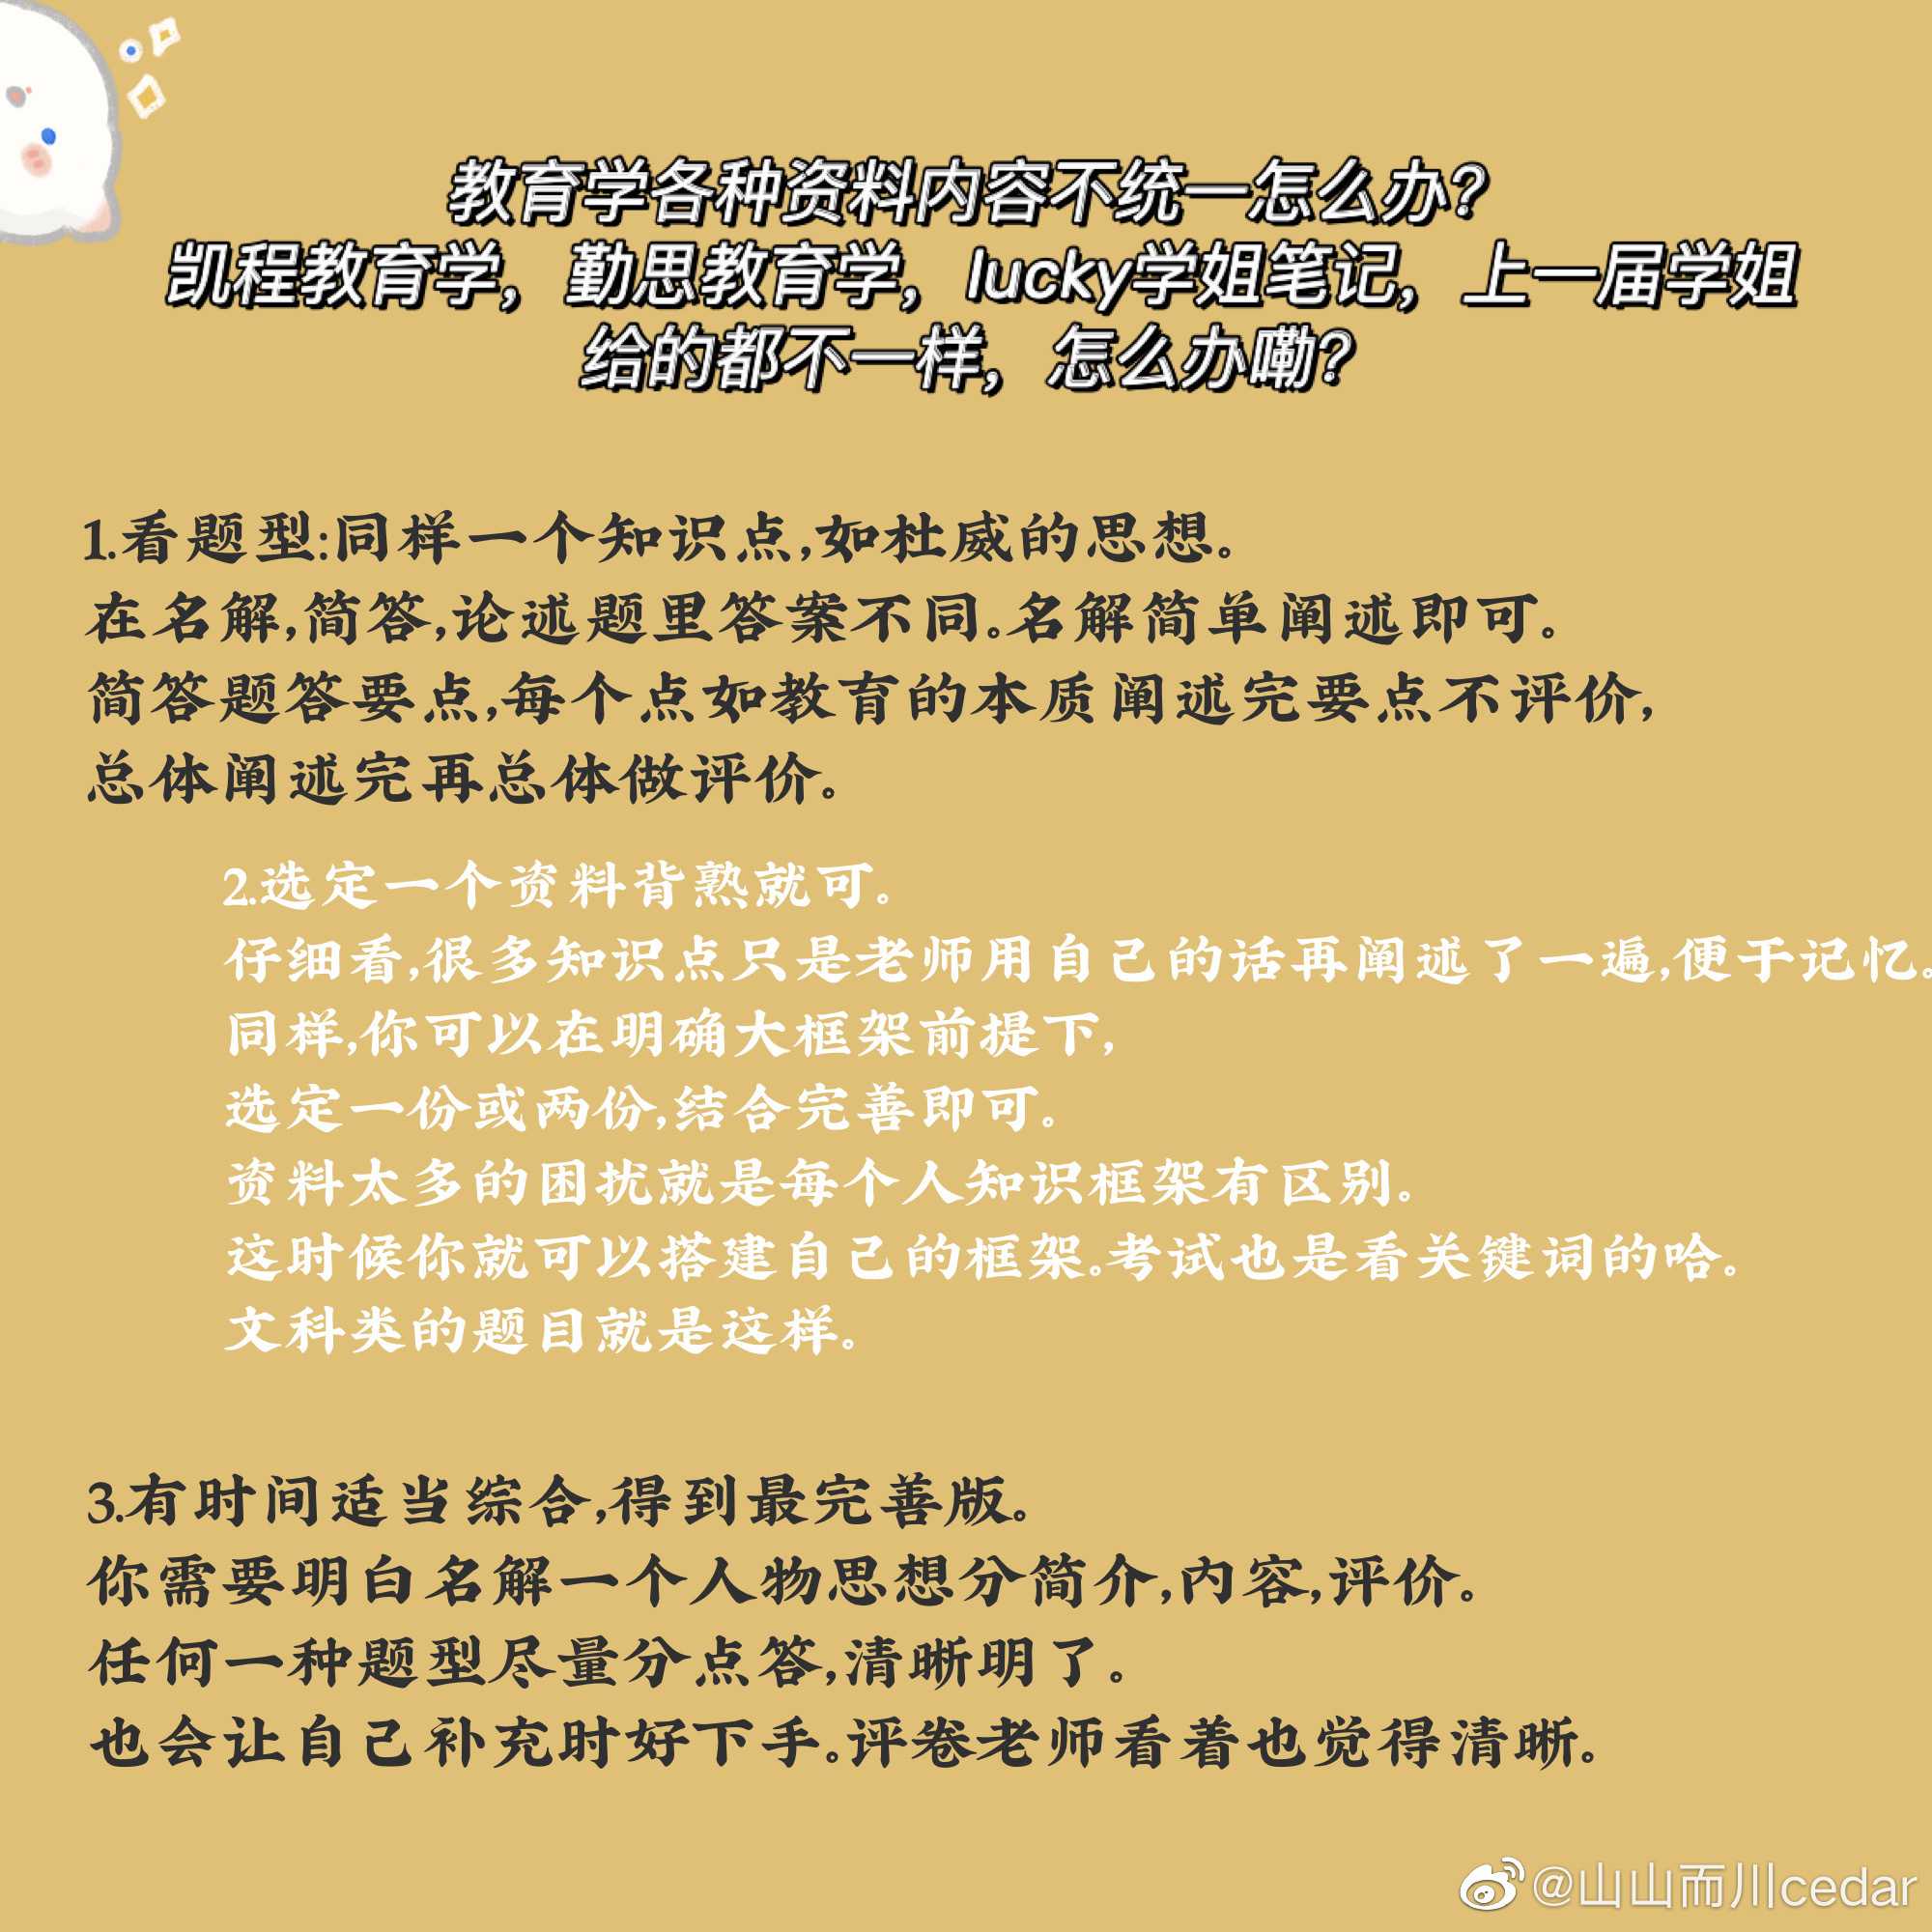 教育学各种资料内容不统一怎么办?
凯程教育学，勤思教育学，lucky学姐笔记，上一届学姐
给的都不一样，怎么办嘞?
1.看题型:同样一个知识点,如杜威的思想。
在名解,简答,论述题里答案不同。名解简单阐述即可。
简答题答要点,每个点如教育的本质阐述完要点不评价,
总体阐述完再总体做评价。
2.选定一个资料背熟就可。
仔细看,很多知识点只是老师用自己的话再阐述了一遍,便于记忆。
同样,你可以在明确大框架前提下,
选定一份或两份,结合完善即可。
资料太多的困扰就是每个人知识框架有区别。
这时候你就可以搭建自己的框架。考试也是看关键词的哈。
文科类的题目就是这样。
3.有时间适当综合,得到最完善版。
你需要明白名解一个人物思想分简介,内容,评价。
任何一种题型尽量分点答,清晰明了。
也会让自己补充时好下手。评卷老师看着也觉得清晰。
@山山而川cedar